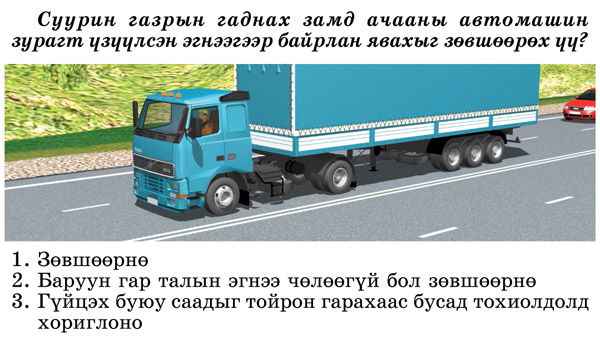 Суурин газрын гаднах замд ачааны автомашин
зурагт үзүүлсэн эгнээгээр байрлан явахыг зөвшөөрөх үү?
1. Зөвшөөрнө
2. Баруун гар талын эгнээ чөлөөгүй бол зөвшөөрнө
3. Гүйцэх буюу саадыг тойрон гарахаас бусад тохиолдолд
хориглоно